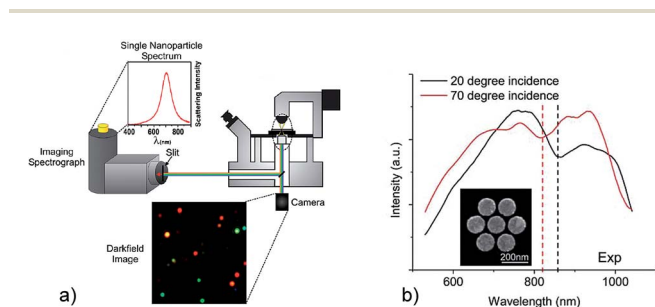 Single Nanoparticle
Spectrum
Scattering Intensity
400
600
800
λ(nm)
Imaging
Spectrograph
Slit
Camera
Darkfield
Image
a)
20 degree incidence
70 degree incidence
Intensity (a.u.)
200nm
Exp
600
800
1000
Wavelength (nm)
b)